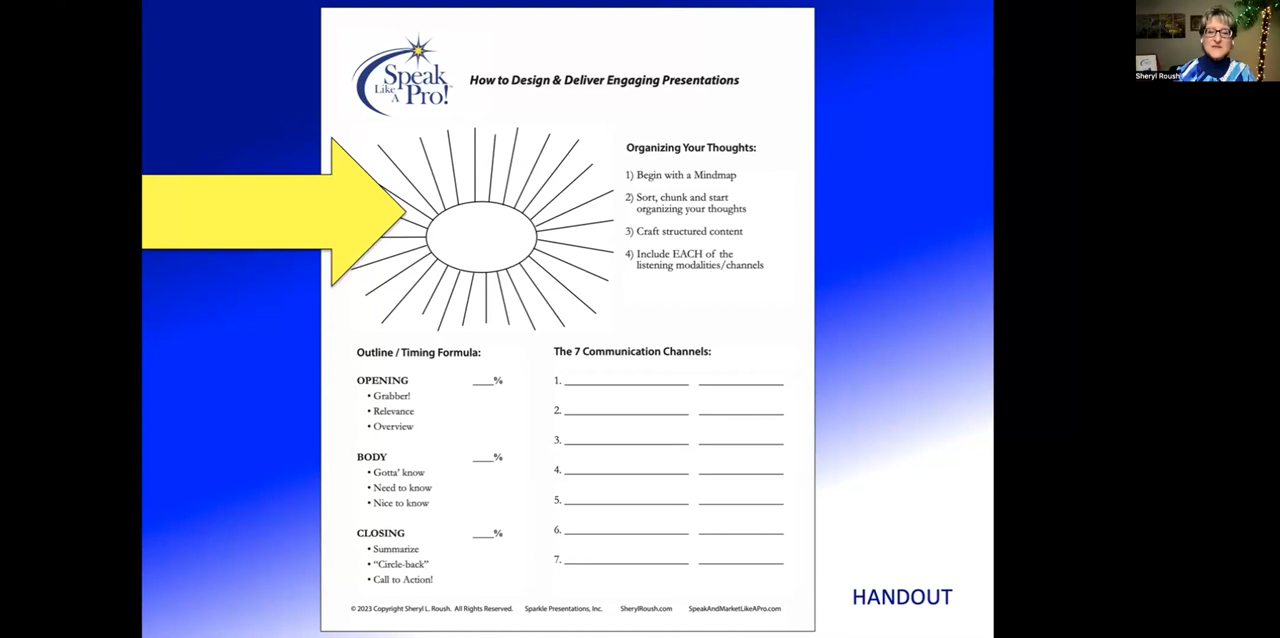 Speak
Like
A
Pro!
How to Design & Deliver Engaging Presentations
Organizing Your Thoughts:
1) Begin with a Mindmap
2) Sort, chunk and start
organizing your thoughts
3) Craft structured content
4) Include EACH of the
listening modalities/channels
Outline / Timing Formula:
OPENING ____%
• Grabber!
• Relevance
• Overview
BODY ____%
• Gotta' know
• Need to know
• Nice to know
CLOSING ____%
• Summarize
• "Circle-back"
• Call to Action!
The 7 Communication Channels:
1.
2.
3.
4.
5.
6.
7.
© 2023 Copyright Sheryl L. Roush. All Rights Reserved. Sparkle Presentations, Inc. SherylRoush.com SpeakAndMarketLikeAPro.com
HANDOUT
Sheryl Roush